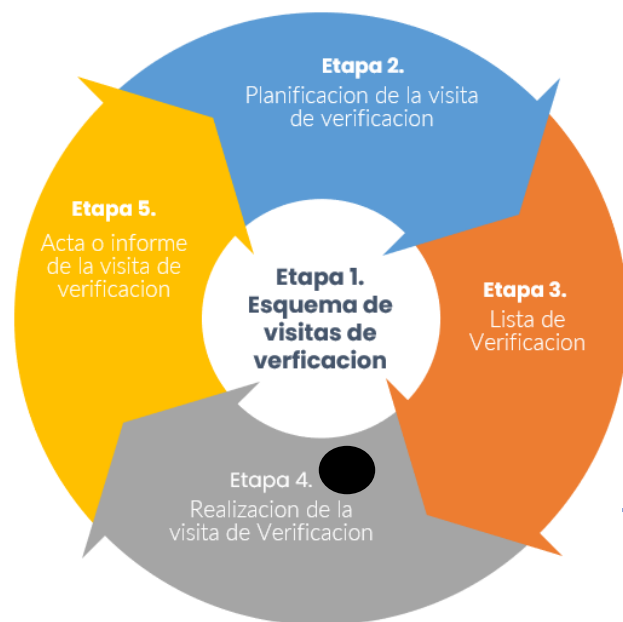 Etapa 1.
Esquema de
visitas de
verficacion
Etapa 2.
Planificacion de la visita
de verificacion
Etapa 3.
Lista de
Verificacion
Etapa 4.
Realizacion de la
visita de Verificacion
Etapa 5.
Acta o informe
de la visita de
verificacion